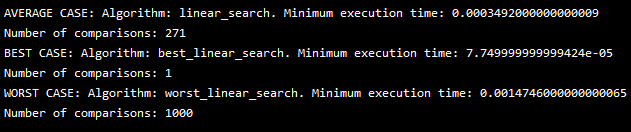 AVERAGE CASE: Algorithm: linear_search. Minimum execution time: 0.0003492000000000009
Number of comparisons: 271
BEST CASE: Algorithm: best_linear_search. Minimum execution time: 7.749999999999424e-05
Number of comparisons: 1
WORST CASE: Algorithm: worst_linear_search. Minimum execution time: 0.0014746000000000065
Number of comparisons: 1000